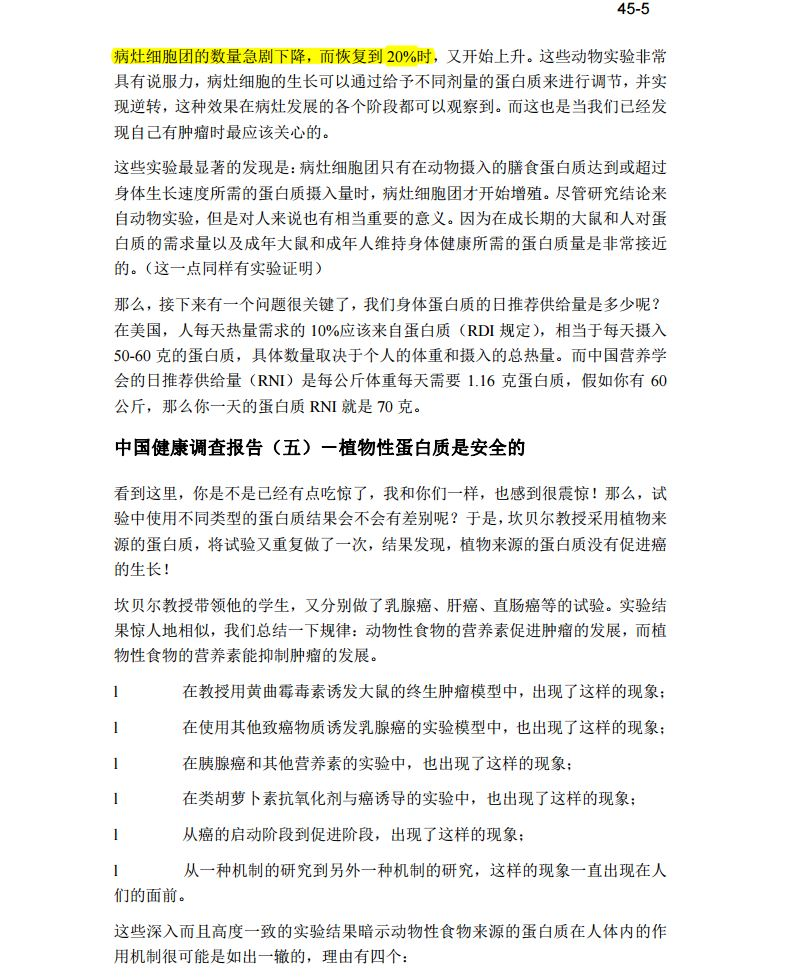 45-5
病灶细胞团的数量急剧下降，而恢复到 20%时，又开始上升。这些动物实验非常
具有说服力，病灶细胞的生长可以通过给予不同剂量的蛋白质来进行调节，并实
现逆转，这种效果在病灶发展的各个阶段都可以观察到。而这也是当我们已经发
现自己有肿瘤时最应该关心的。
这些实验最显著的发现是：病灶细胞团只有在动物摄入的膳食蛋白质达到或超过
身体生长速度所需的蛋白质摄入量时，病灶细胞团才开始增殖。尽管研究结论来
自动物实验，但是对人来说也有相当重要的意义。因为在成长期的大鼠和人对蛋
白质的需求量以及成年大鼠和成年人维持身体健康所需的蛋白质量是非常接近
的。（这一点同样有实验证明）
那么，接下来有一个问题很关键了，我们身体蛋白质的日推荐供给量是多少呢？
在美国，人每天热量需求的 10%应该来自蛋白质（RDI 规定），相当于每天摄入
50-60 克的蛋白质，具体数量取决于个人的体重和摄入的总热量。而中国营养学
会的日推荐供给量（RNI）是每公斤体重每天需要 1.16 克蛋白质，假如你有 60
公斤，那么你一天的蛋白质 RNI 就是 70 克。
中国健康调查报告（五）－植物性蛋白质是安全的
看到这里，你是不是已经有点吃惊了，我和你们一样，也感到很震惊！那么，试
验中使用不同类型的蛋白质结果会不会有差别呢？于是，坎贝尔教授采用植物来
源的蛋白质，将试验又重复做了一次，结果发现，植物来源的蛋白质没有促进癌
的生长！
坎贝尔教授带领他的学生，又分别做了乳腺癌、肝癌、直肠癌等的试验。实验结
果惊人地相似，我们总结一下规律：动物性食物的营养素促进肿瘤的发展，而植
物性食物的营养素能抑制肿瘤的发展。
l 在教授用黄曲霉毒素诱发大鼠的终生肿瘤模型中，出现了这样的现象；
l 在使用其他致癌物质诱发乳腺癌的实验模型中，也出现了这样的现象；
l 在胰腺癌和其他营养素的实验中，也出现了这样的现象；
l 在类胡萝卜素抗氧化剂与癌诱导的实验中，也出现了这样的现象；
l 从癌的启动阶段到促进阶段，出现了这样的现象；
l 从一种机制的研究到另外一种机制的研究，这样的现象一直出现在人
们的面前。
这些深入而且高度一致的实验结果暗示动物性食物来源的蛋白质在人体内的作
用机制很可能是如出一辙的，理由有四个：